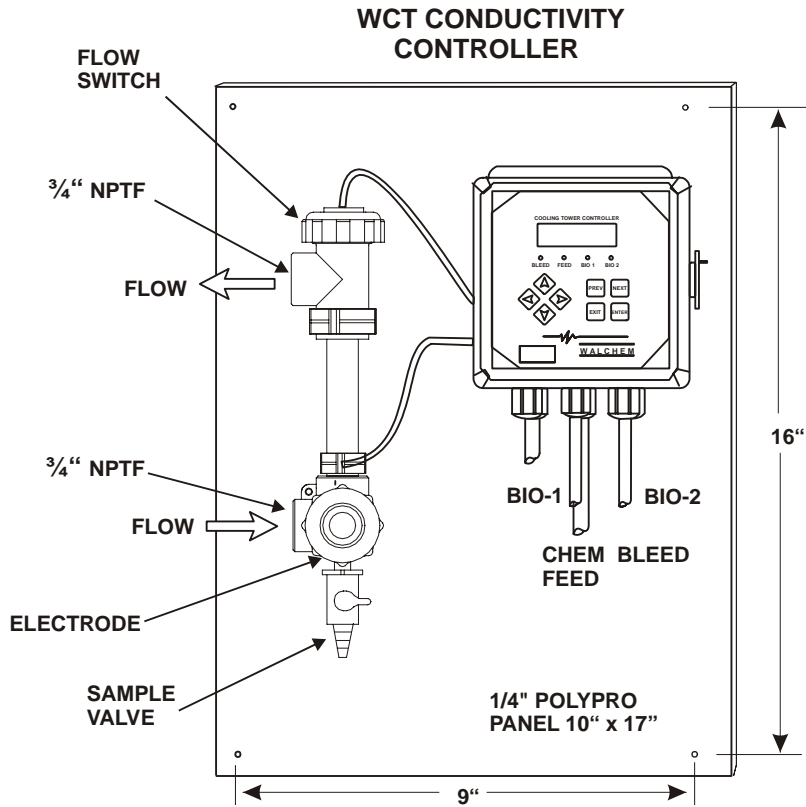 WCT CONDUCTIVITY
CONTROLLER
FLOW
SWITCH
¾“ NPTF
FLOW
COOLING TOWER CONTROLLER
BLEED FEED BIO 1 BIO 2
PREV NEXT
EXIT ENTER
WALCHEM
16“
¾“ NPTF
FLOW
BIO-1 BIO-2
CHEM BLEED
FEED
ELECTRODE
SAMPLE
VALVE
1/4" POLYPRO
PANEL 10“ x 17”
9“